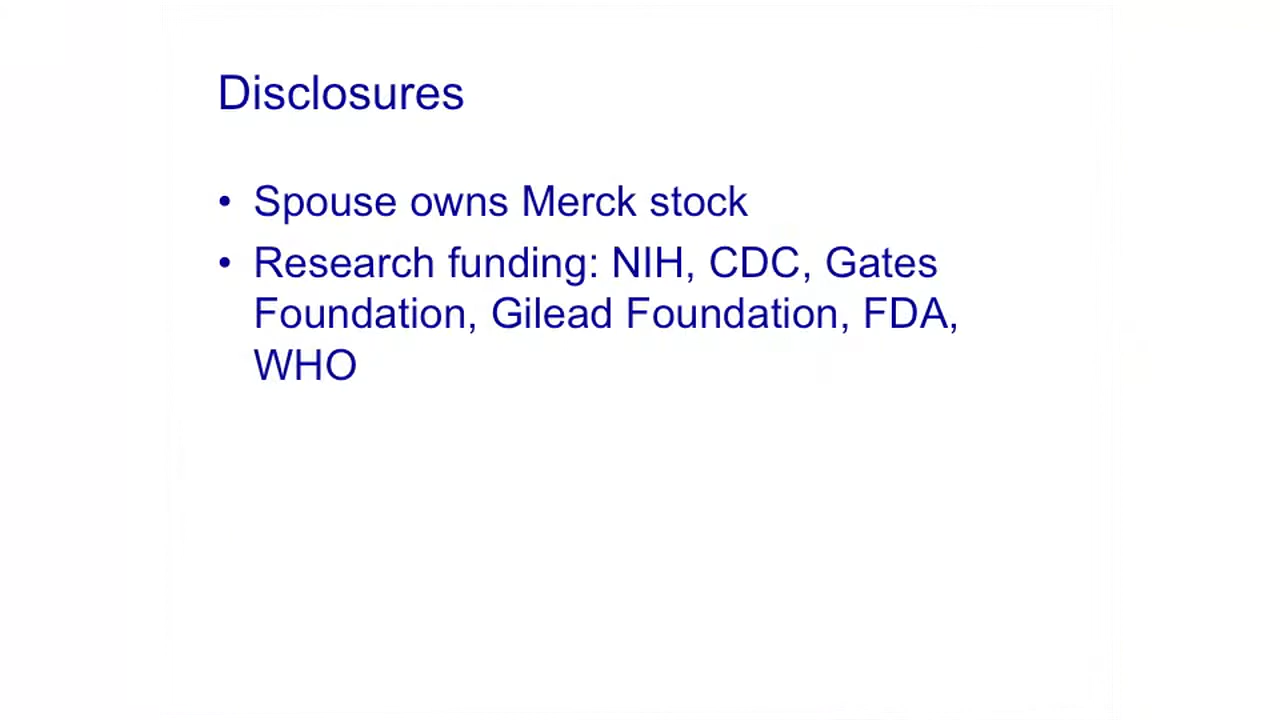 Disclosures
• Spouse owns Merck stock
• Research funding: NIH, CDC, Gates
Foundation, Gilead Foundation, FDA,
WHO